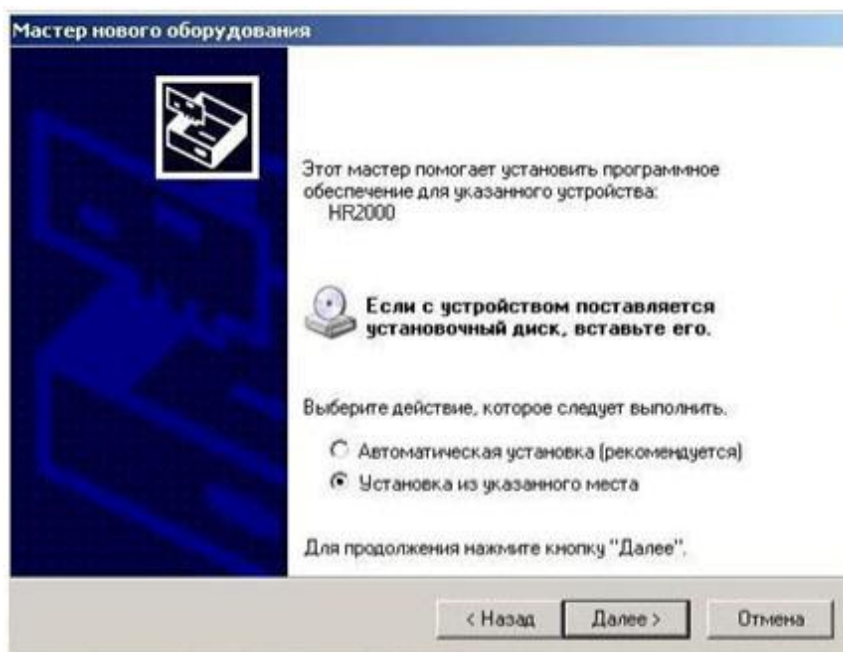 Мастер нового оборудования
Этот мастер помогает установить программное
обеспечение для указанного устройства:
HR2000
Если с устройством поставляется
установочный диск, вставьте его.
Выберите действие, которое следует выполнить.
Автоматическая установка (рекомендуется)
Установка из указанного места
Для продолжения нажмите кнопку "Далее".
< Назад
Далее >
Отмена